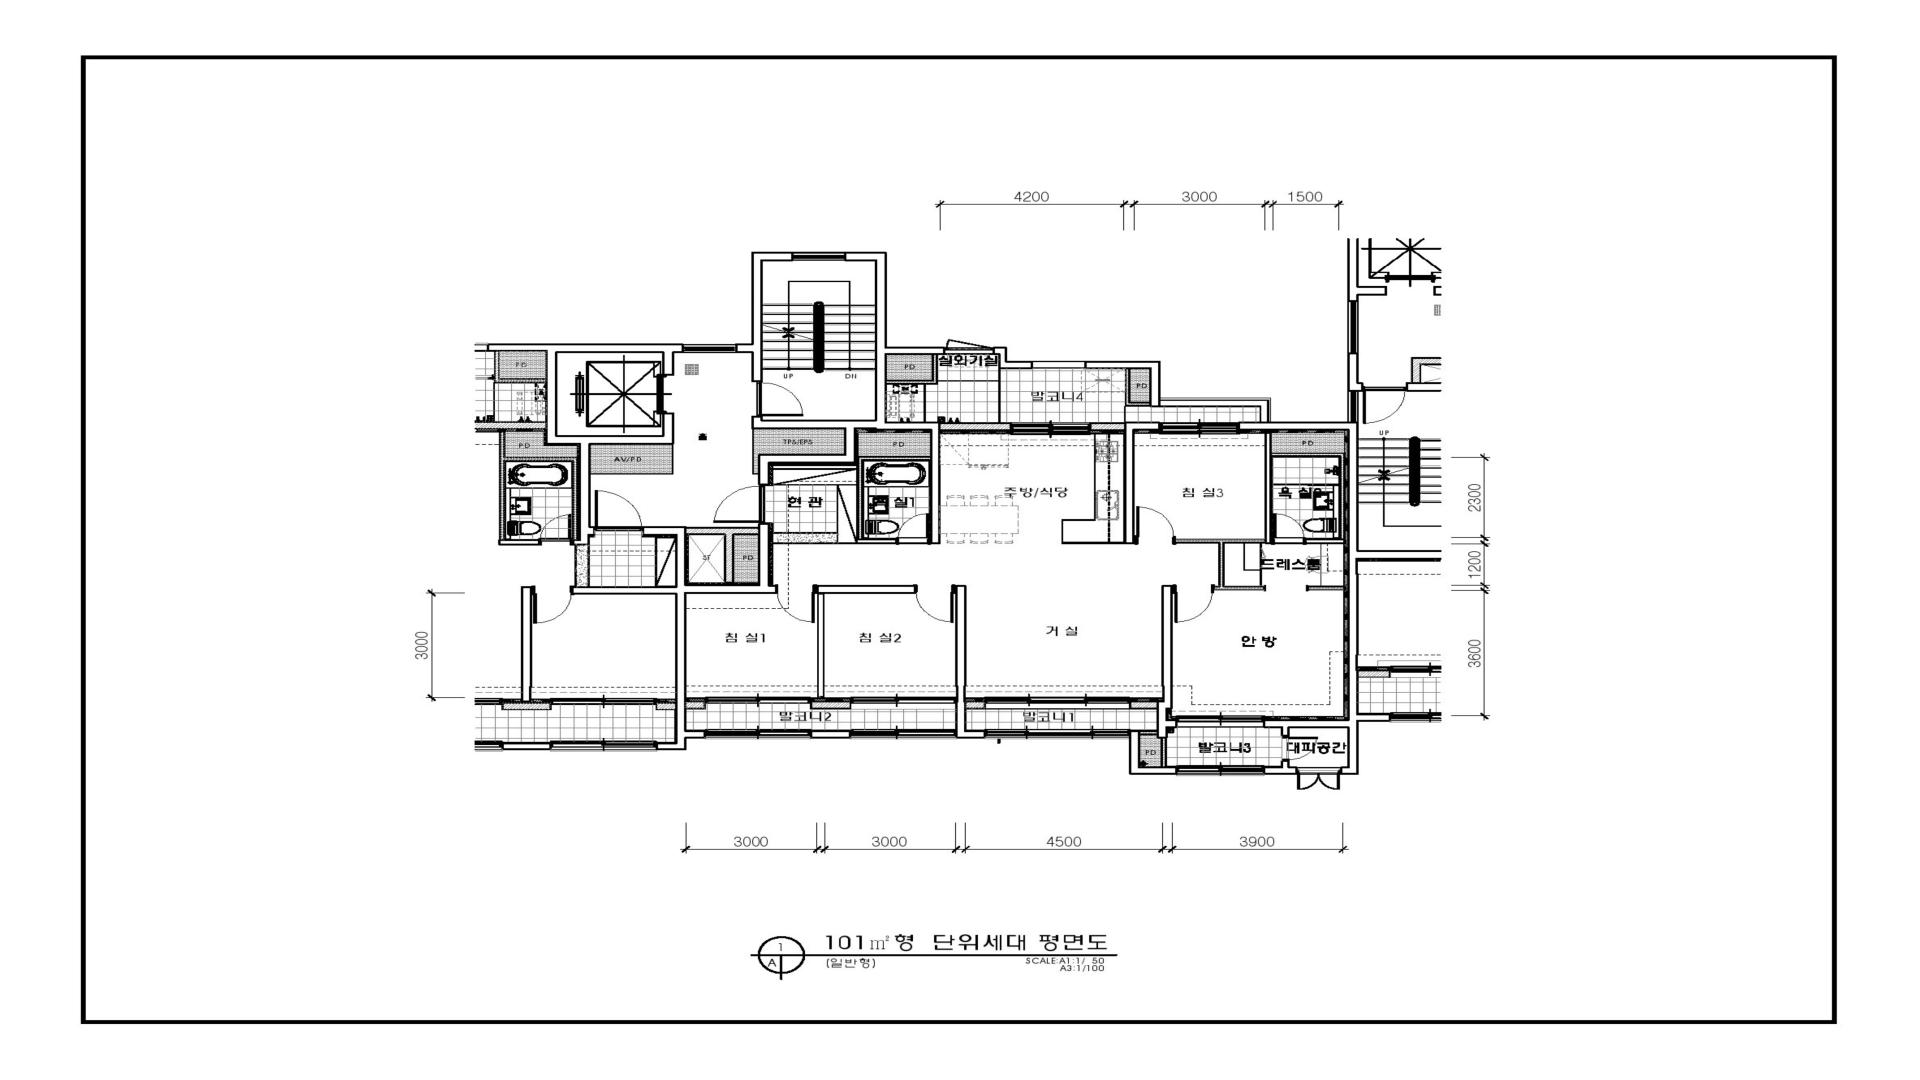 4200 3000 1500
UP DN
PD PD 실외기실
발코니4 PD
UP
홀 TPS/EPS PD PD
PD AV/PD
2300
현 관 실1 주방/식당 침 실3 욕 실2
ST PD
드레스룸 1200
3000 침 실1 침 실2 거 실 안 방 3600
발코니2 발코니1
PD 발코니3 대피공간
3000 3000 4500 3900
1 101㎡형 단위세대 평면도
A (일반형) SCALE:A1:1/ 50
A3:1/100